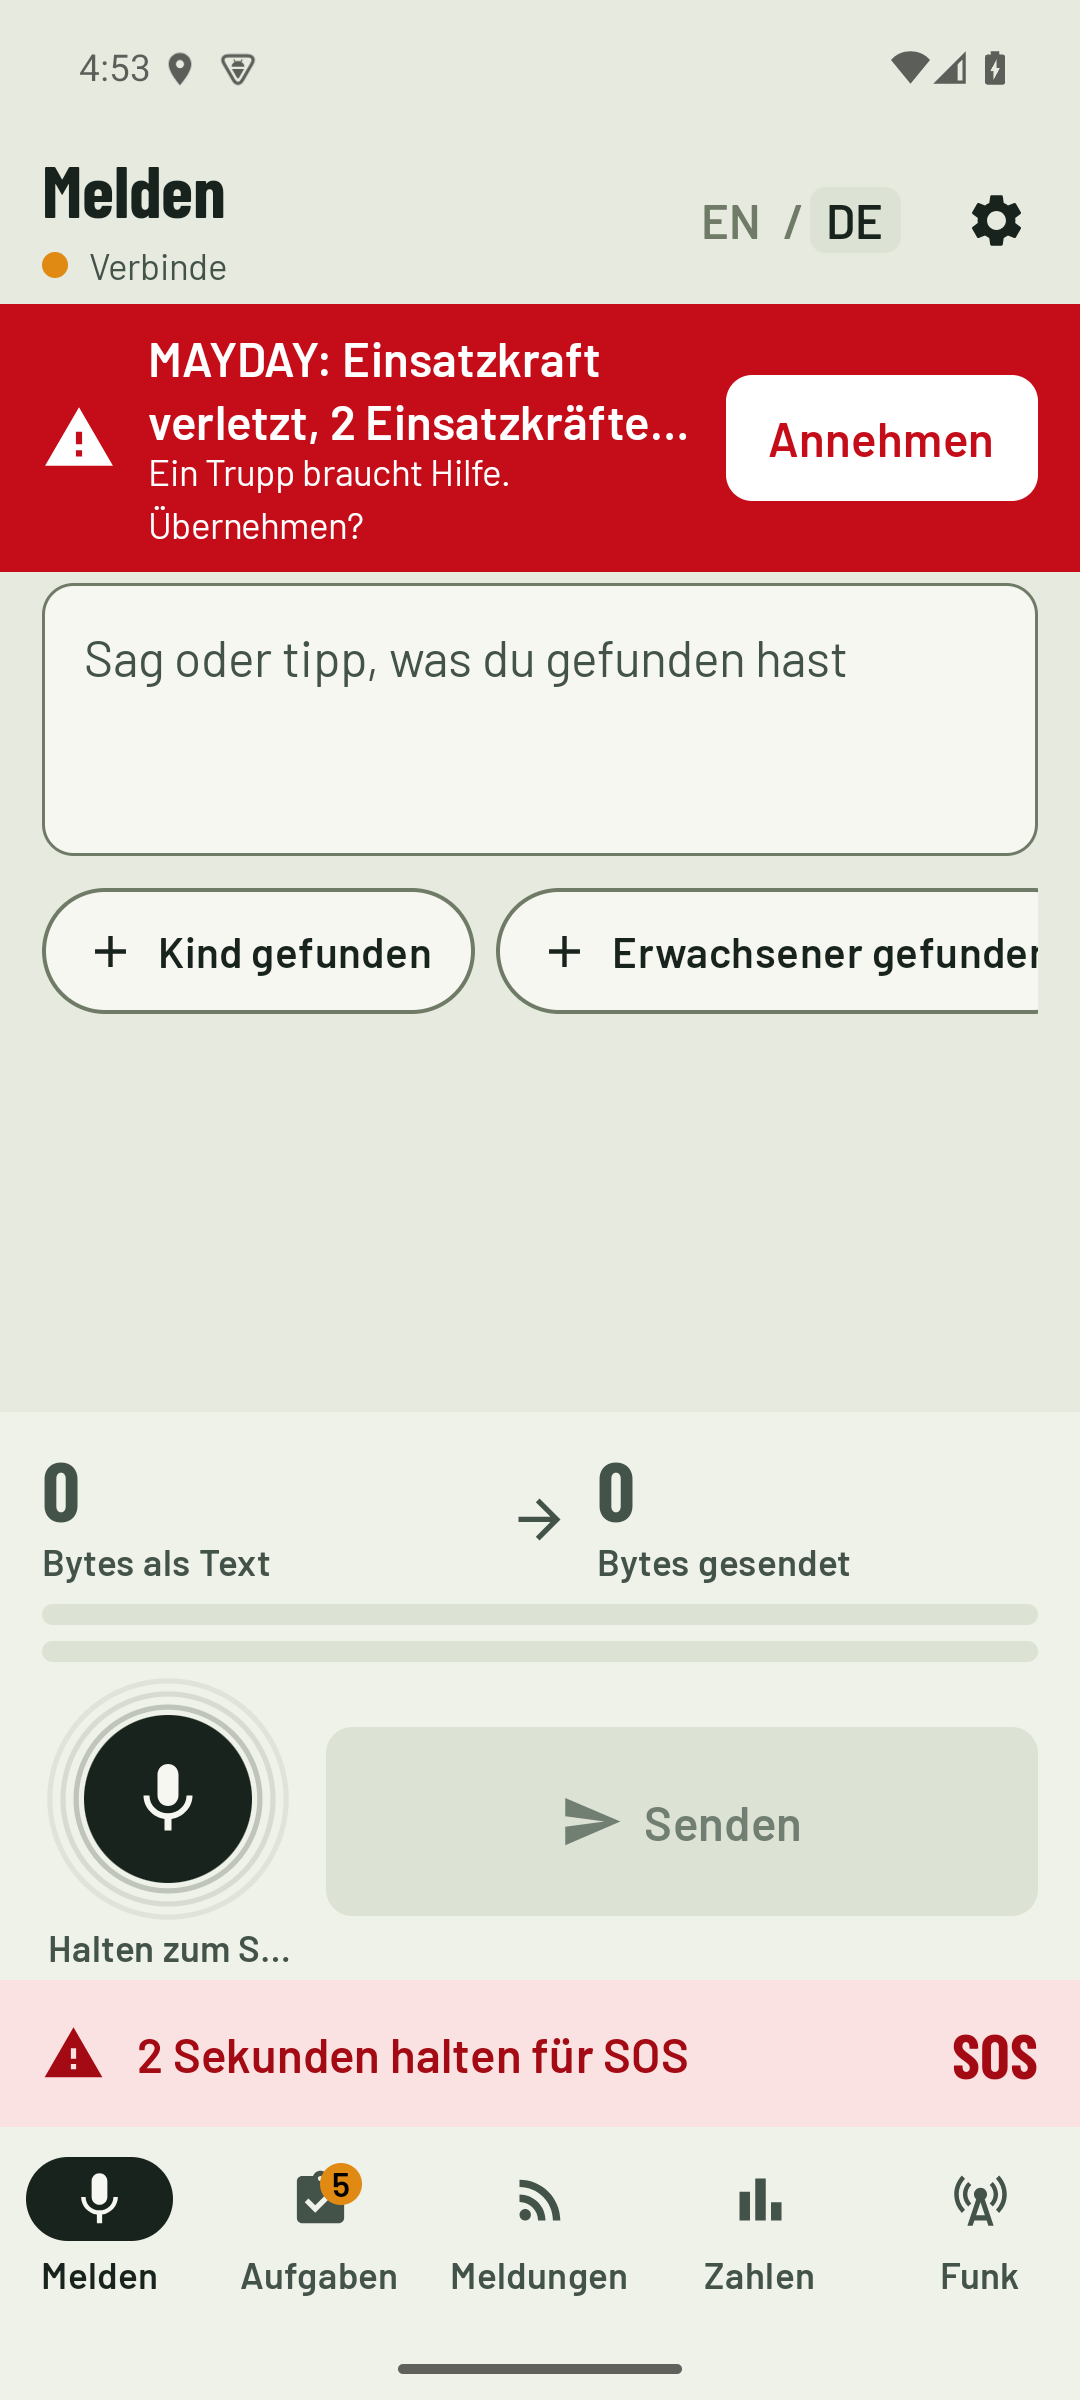 4:53
Melden
EN / DE
Verbinde
MAYDAY: Einsatzkraft
verletzt, 2 Einsatzkräfte...
Ein Trupp braucht Hilfe.
Übernehmen?
Annehmen
Sag oder tipp, was du gefunden hast
Kind gefunden
Erwachsener gefunden
0
0
Bytes als Text
Bytes gesendet
Senden
Halten zum S...
2 Sekunden halten für SOS
SOS
5
Melden
Aufgaben
Meldungen
Zahlen
Funk